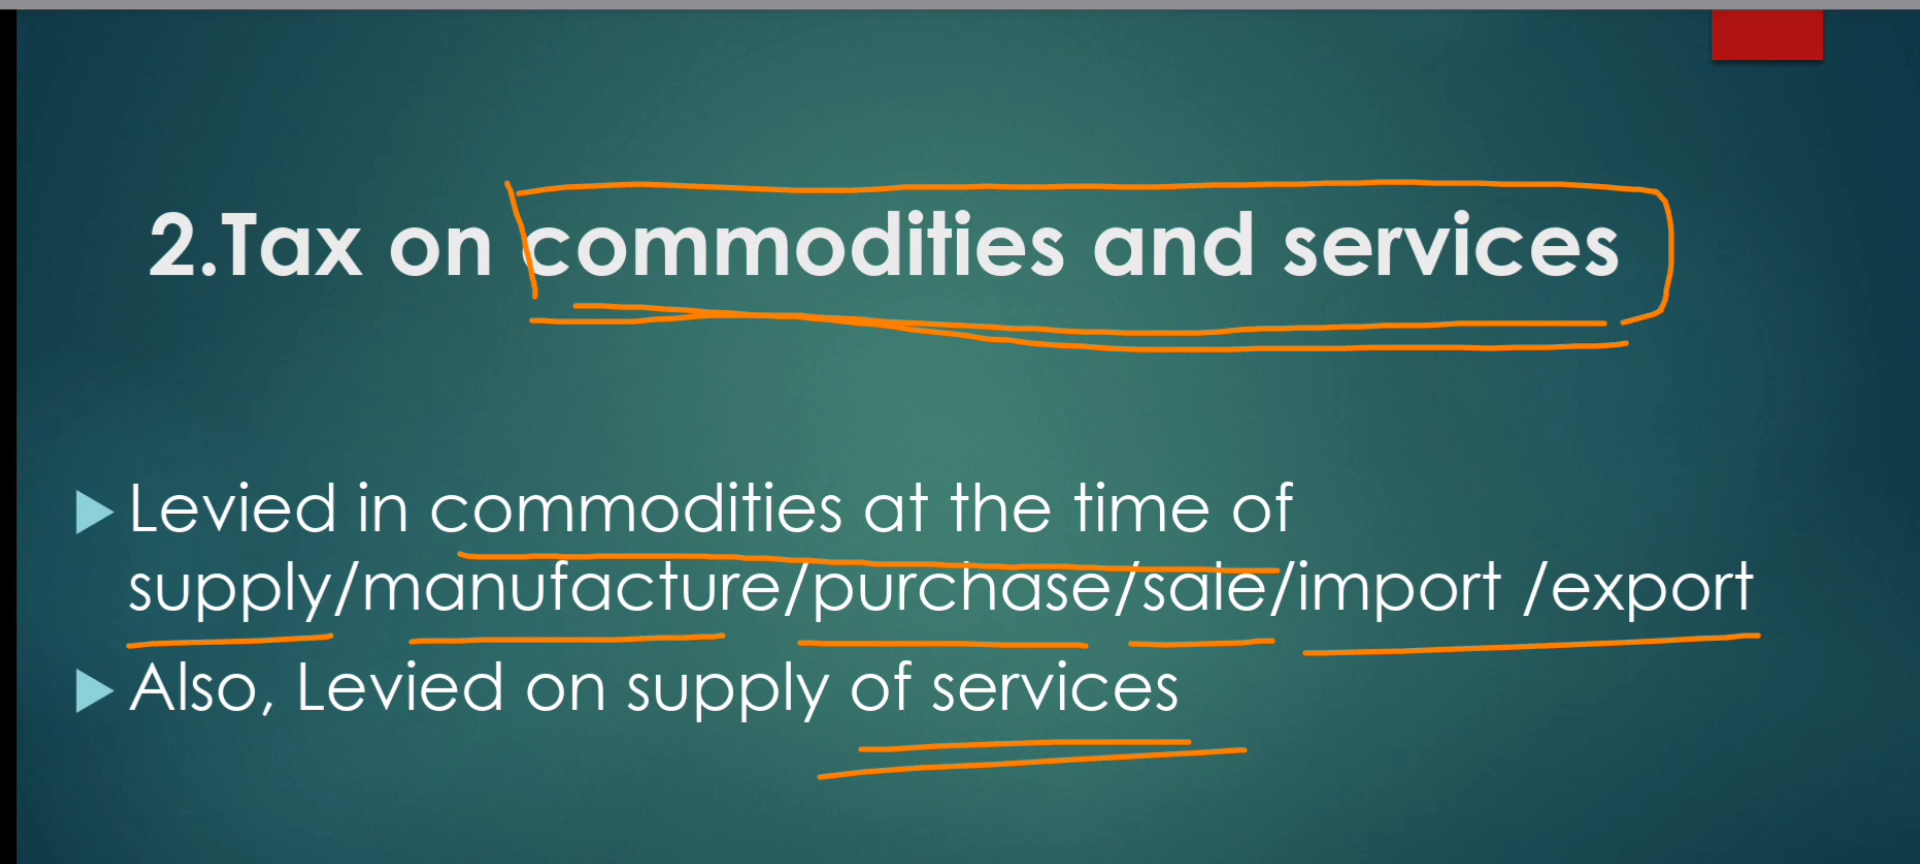 2.Tax on commodities and services
Levied in commodities at the time of
supply/manufacture/purchase/sale/import /export
Also, Levied on supply of services